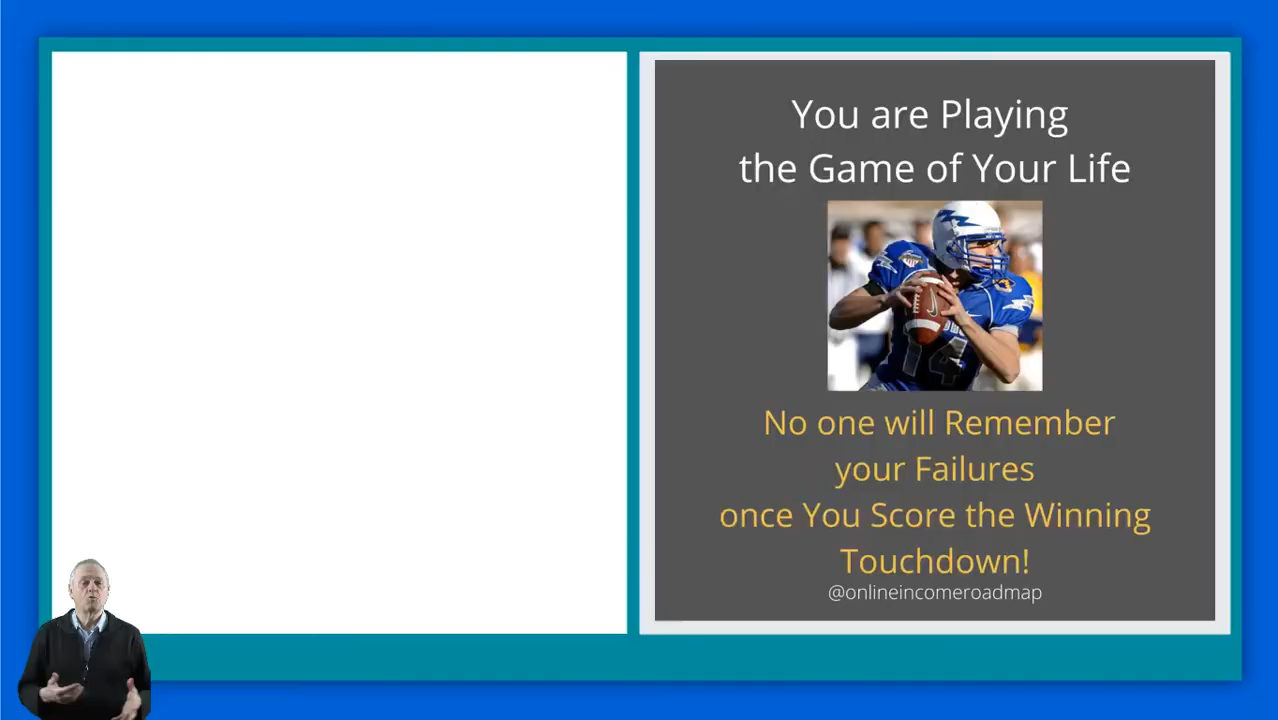 You are Playing
the Game of Your Life
14
No one will Remember
your Failures
once You Score the Winning
Touchdown!
@onlineincomeroadmap